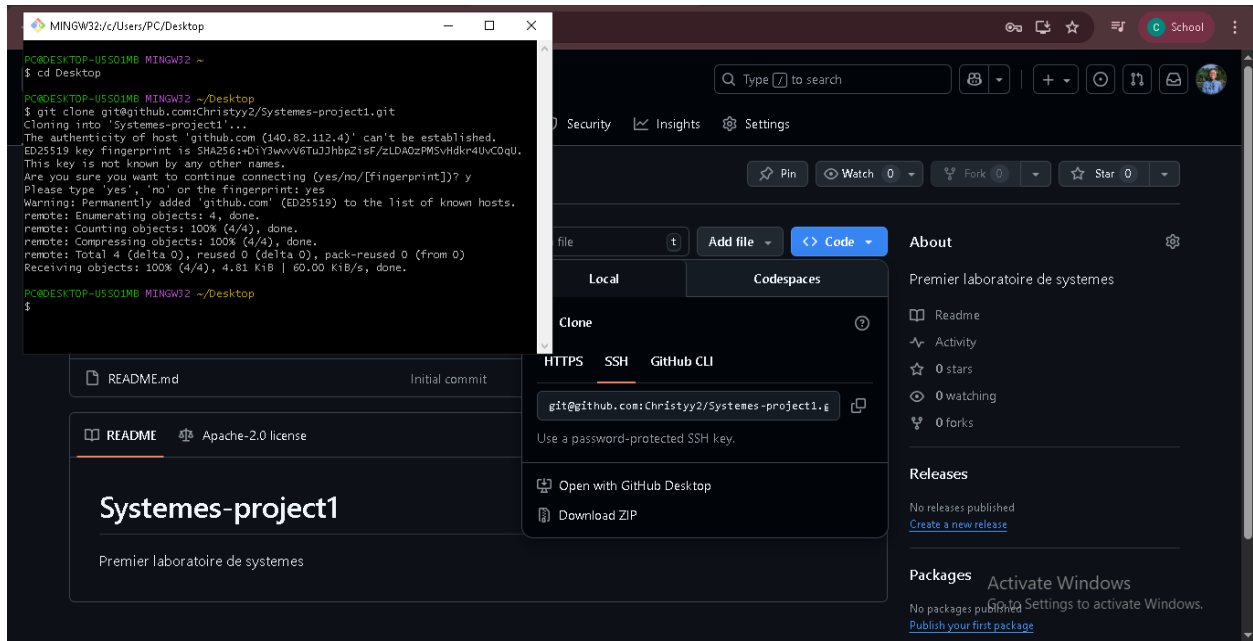 MINGW32:/c/Users/PC/Desktop
PC@DESKTOP-U5S01MB MINGW32 ~
$ cd Desktop
PC@DESKTOP-U5S01MB MINGW32 ~/Desktop
$ git clone git@github.com:Christyy2/Systemes-project1.git
Cloning into 'Systemes-project1'...
The authenticity of host 'github.com (140.82.112.4)' can't be established.
ED25519 key fingerprint is SHA256:+DiY3wvvV6TuJJhbpZisF/zLDA0zPMSvHdkr4UvCOqU.
This key is not known by any other names.
Are you sure you want to continue connecting (yes/no/[fingerprint])? y
Please type 'yes', 'no' or the fingerprint: yes
Warning: Permanently added 'github.com' (ED25519) to the list of known hosts.
remote: Enumerating objects: 4, done.
remote: Counting objects: 100% (4/4), done.
remote: Compressing objects: 100% (4/4), done.
remote: Total 4 (delta 0), reused 0 (delta 0), pack-reused 0 (from 0)
Receiving objects: 100% (4/4), 4.81 KiB | 60.00 KiB/s, done.
PC@DESKTOP-U5S01MB MINGW32 ~/Desktop
$
C School
Type / to search
Security Insights Settings
Pin Watch 0 Fork 0 Star 0
file t Add file <> Code
Local Codespaces
Clone
HTTPS SSH GitHub CLI
git@github.com:Christyy2/Systemes-project1.g
Use a password-protected SSH key.
Open with GitHub Desktop
Download ZIP
README.md Initial commit
README Apache-2.0 license
Systemes-project1
Premier laboratoire de systemes
About
Premier laboratoire de systemes
Readme
Activity
0 stars
0 watching
0 forks
Releases
No releases published
Create a new release
Packages
No packages published
Publish your first package
Activate Windows
Go to Settings to activate Windows.